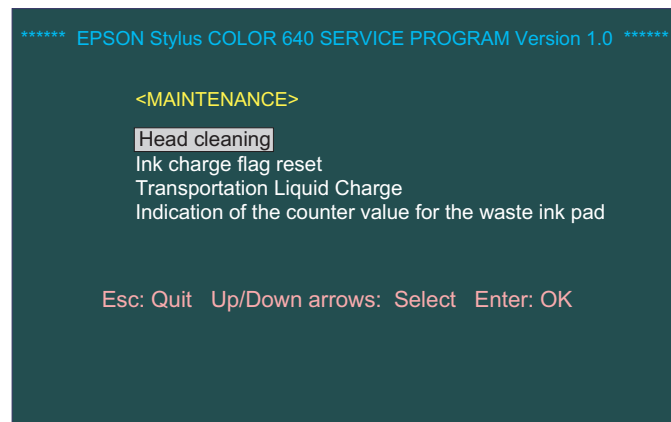 ****** EPSON Stylus COLOR 640 SERVICE PROGRAM Version 1.0 ******
<MAINTENANCE>
Head cleaning
Ink charge flag reset
Transportation Liquid Charge
Indication of the counter value for the waste ink pad
Esc: Quit Up/Down arrows: Select Enter: OK